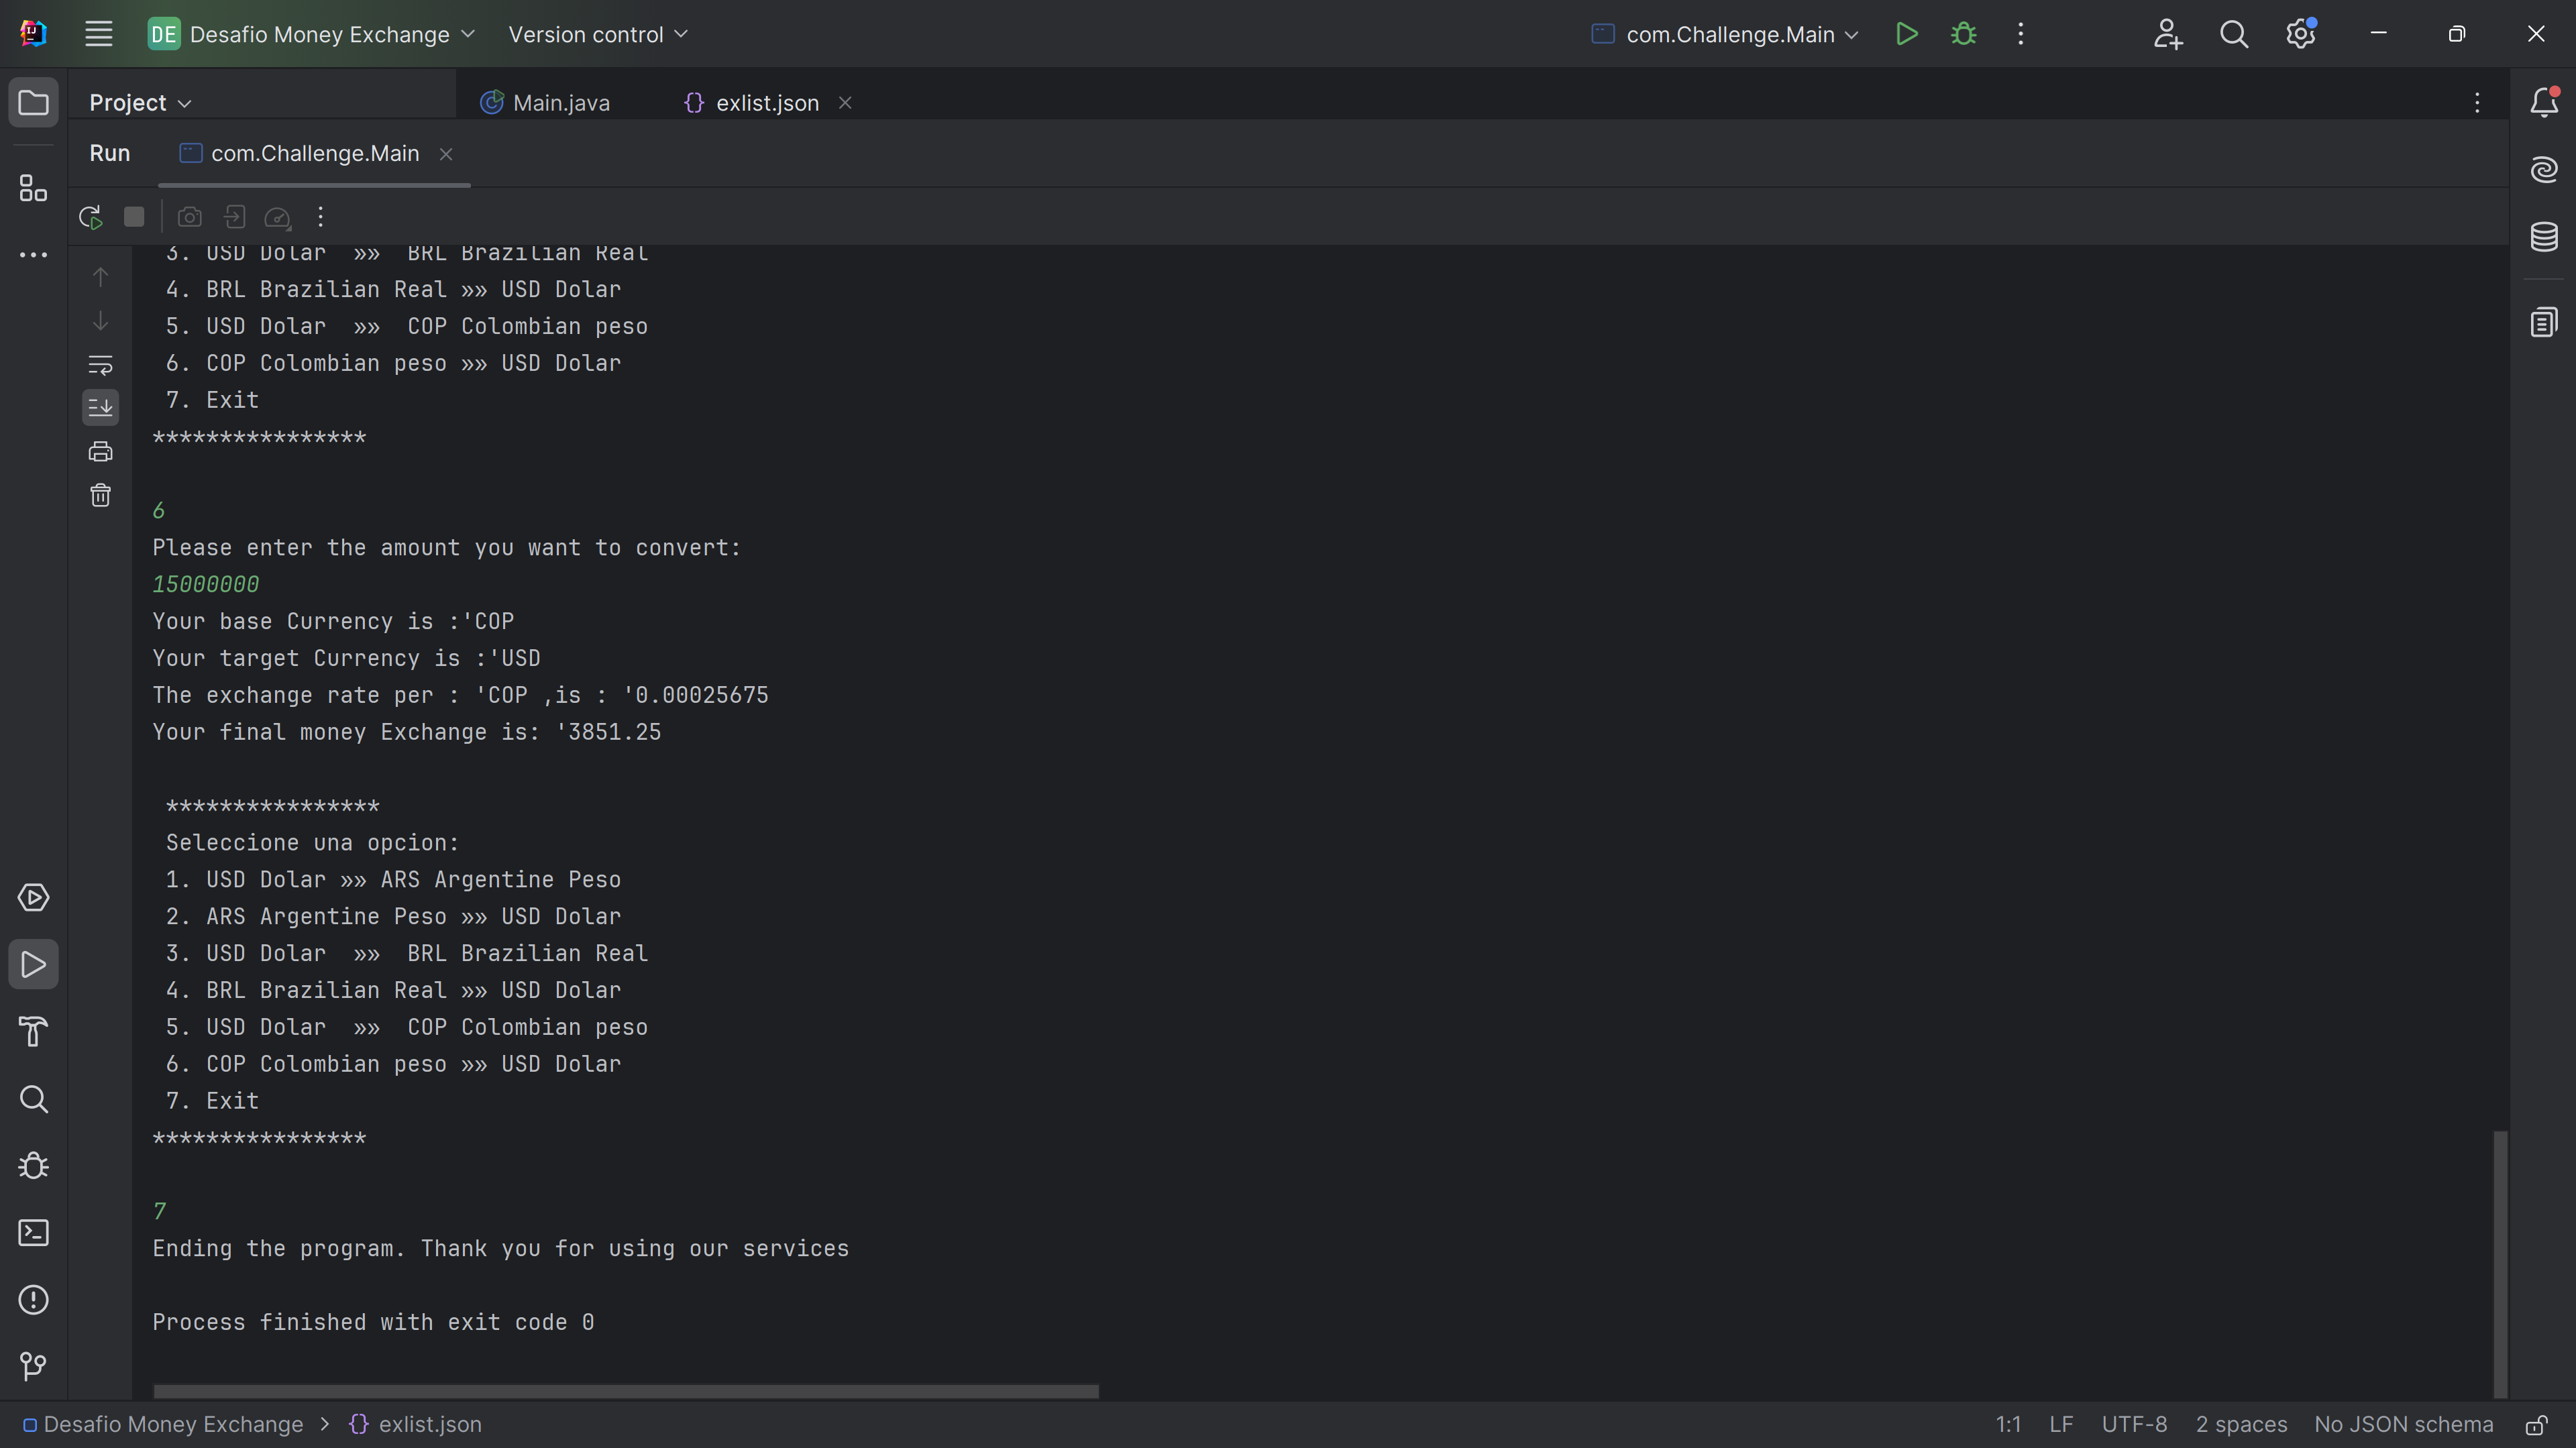 DE Desafio Money Exchange Version control com.Challenge.Main
Project Main.java {} exlist.json
Run com.Challenge.Main
3. USD Dolar »» BRL Brazilian Real
4. BRL Brazilian Real »» USD Dolar
5. USD Dolar »» COP Colombian peso
6. COP Colombian peso »» USD Dolar
7. Exit
****************
6
Please enter the amount you want to convert:
15000000
Your base Currency is :'COP
Your target Currency is :'USD
The exchange rate per : 'COP ,is : '0.00025675
Your final money Exchange is: '3851.25
****************
Seleccione una opcion:
1. USD Dolar »» ARS Argentine Peso
2. ARS Argentine Peso »» USD Dolar
3. USD Dolar »» BRL Brazilian Real
4. BRL Brazilian Real »» USD Dolar
5. USD Dolar »» COP Colombian peso
6. COP Colombian peso »» USD Dolar
7. Exit
****************
7
Ending the program. Thank you for using our services
Process finished with exit code 0
Desafio Money Exchange > {} exlist.json 1:1 LF UTF-8 2 spaces No JSON schema